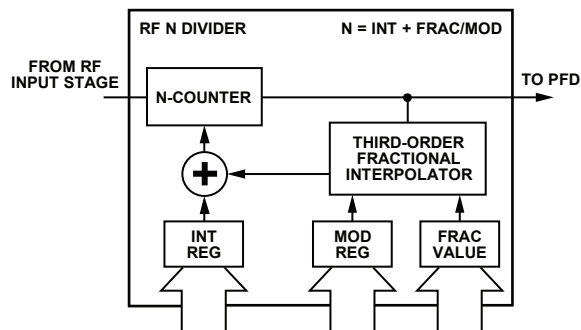 RF N DIVIDER
N = INT + FRAC/MOD
FROM RF
INPUT STAGE
TO PFD
N-COUNTER
THIRD-ORDER
FRACTIONAL
INTERPOLATOR
+
INT
REG
MOD
REG
FRAC
VALUE